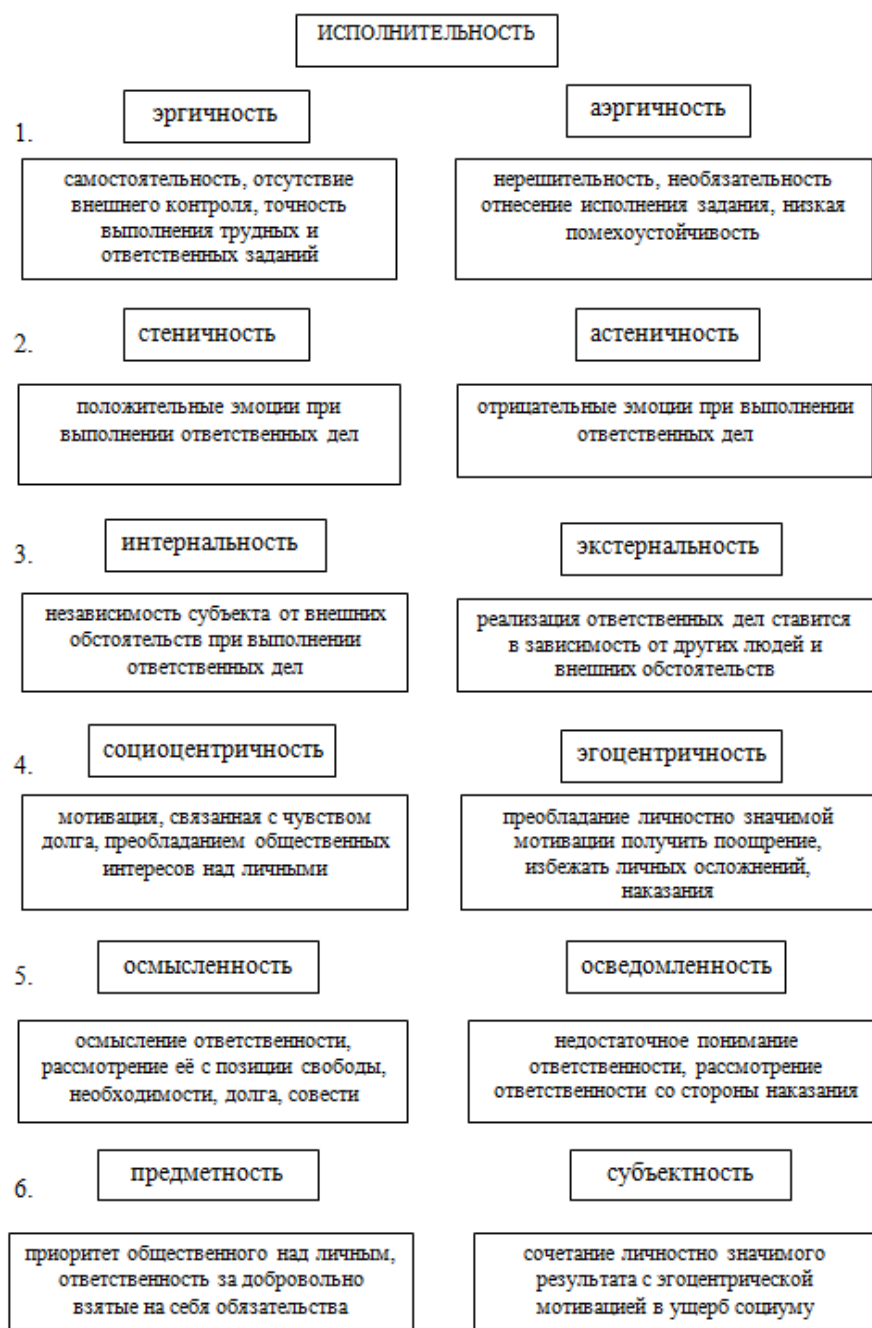 ИСПОЛНИТЕЛЬНОСТЬ
1.
эргичность
аэргичность
самостоятельность, отсутствие
внешнего контроля, точность
выполнения трудных и
ответственных заданий
нерешительность, необязательность
отнесение исполнения задания, низкая
помехоустойчивость
2.
стеничность
астеничность
положительные эмоции при
выполнении ответственных дел
отрицательные эмоции при выполнении
ответственных дел
3.
интернальность
экстернальность
независимость субъекта от внешних
обстоятельств при выполнении
ответственных дел
реализация ответственных дел ставится
в зависимость от других людей и
внешних обстоятельств
4.
социоцентричность
эгоцентричность
мотивация, связанная с чувством
долга, преобладанием общественных
интересов над личными
преобладание личностно значимой
мотивации получить поощрение,
избежать личных осложнений,
наказания
5.
осмысленность
осведомленность
осмысление ответственности,
рассмотрение её с позиции свободы,
необходимости, долга, совести
недостаточное понимание
ответственности, рассмотрение
ответственности со стороны наказания
6.
предметность
субъектность
приоритет общественного над личным,
ответственность за добровольно
взятые на себя обязательства
сочетание личностно значимого
результата с эгоцентрической
мотивацией в ущерб социуму